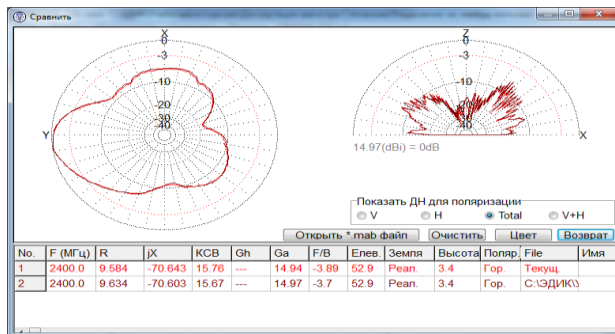 Сравнить
X
0
-3
-10
-20
-30
-40
Y
Z
0
-3
-10
-20
-30
-40
X
14.97(dBi) = 0dB
Показать ДН для поляризации
V H Total V+H
Открыть *.mab файл Очистить Цвет Возврат
No. F (МГц) R jX КСВ Gh Ga F/B Елев. Земля Высота Поляр. File Имя
1 2400.0 9.584 -70.643 15.76 --- 14.94 -3.89 52.9 Реал. 3.4 Гор. Текущ.
2 2400.0 9.634 -70.603 15.67 --- 14.97 -3.7 52.9 Реал. 3.4 Гор. C:\ЭДИК\У